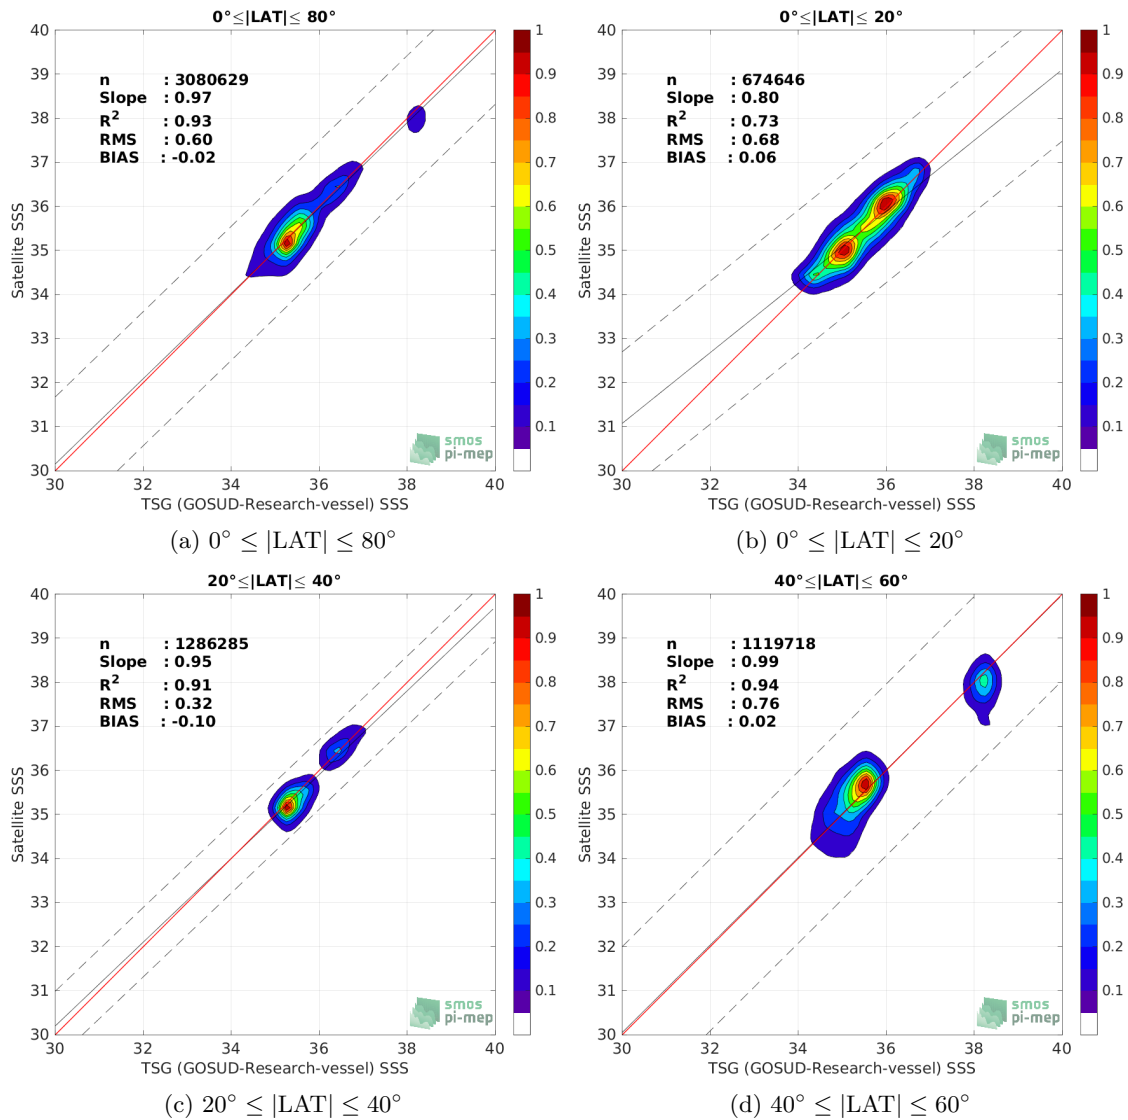 0°≤|LAT|≤ 80°
n : 3080629
Slope : 0.97
R² : 0.93
RMS : 0.60
BIAS : -0.02
Satellite SSS
40
39
38
37
36
35
34
33
32
31
30
30 32 34 36 38 40
TSG (GOSUD-Research-vessel) SSS
1
0.9
0.8
0.7
0.6
0.5
0.4
0.3
0.2
0.1
smos
pi-mep
(a) 0° ≤ |LAT| ≤ 80°
0°≤|LAT|≤ 20°
n : 674646
Slope : 0.80
R² : 0.73
RMS : 0.68
BIAS : 0.06
Satellite SSS
40
39
38
37
36
35
34
33
32
31
30
30 32 34 36 38 40
TSG (GOSUD-Research-vessel) SSS
1
0.9
0.8
0.7
0.6
0.5
0.4
0.3
0.2
0.1
smos
pi-mep
(b) 0° ≤ |LAT| ≤ 20°
20°≤|LAT|≤ 40°
n : 1286285
Slope : 0.95
R² : 0.91
RMS : 0.32
BIAS : -0.10
Satellite SSS
40
39
38
37
36
35
34
33
32
31
30
30 32 34 36 38 40
TSG (GOSUD-Research-vessel) SSS
1
0.9
0.8
0.7
0.6
0.5
0.4
0.3
0.2
0.1
smos
pi-mep
(c) 20° ≤ |LAT| ≤ 40°
40°≤|LAT|≤ 60°
n : 1119718
Slope : 0.99
R² : 0.94
RMS : 0.76
BIAS : 0.02
Satellite SSS
40
39
38
37
36
35
34
33
32
31
30
30 32 34 36 38 40
TSG (GOSUD-Research-vessel) SSS
1
0.9
0.8
0.7
0.6
0.5
0.4
0.3
0.2
0.1
smos
pi-mep
(d) 40° ≤ |LAT| ≤ 60°